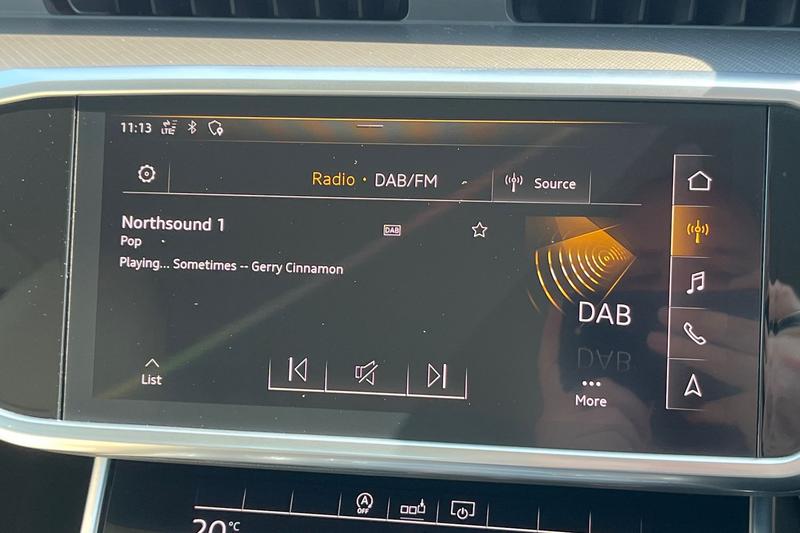 11:13 LTE
Radio · DAB/FM
Source
Northsound 1
DAB
Pop
Playing... Sometimes -- Gerry Cinnamon
DAB
List
More
A
OFF
20°C